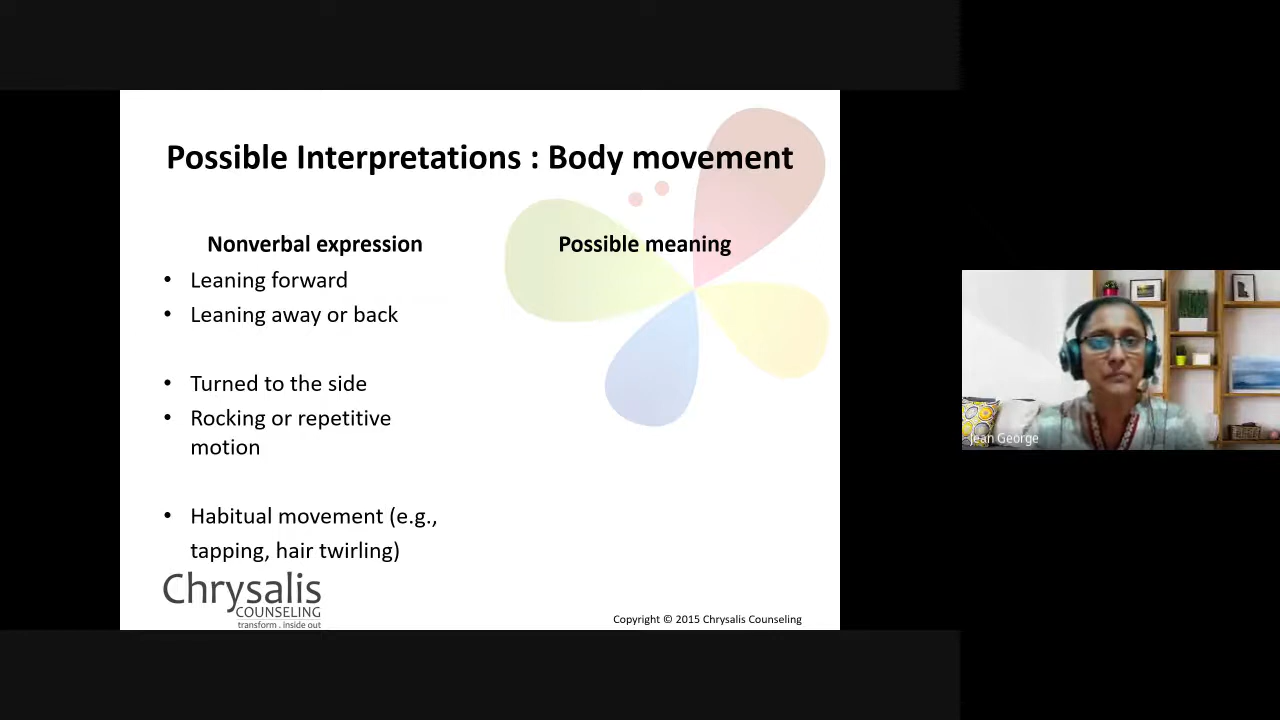 Possible Interpretations : Body movement
Nonverbal expression
Possible meaning
• Leaning forward
• Leaning away or back
• Turned to the side
• Rocking or repetitive
motion
• Habitual movement (e.g.,
tapping, hair twirling)
Chrysalis
COUNSELING
transform . inside out
Copyright © 2015 Chrysalis Counseling
Jean George